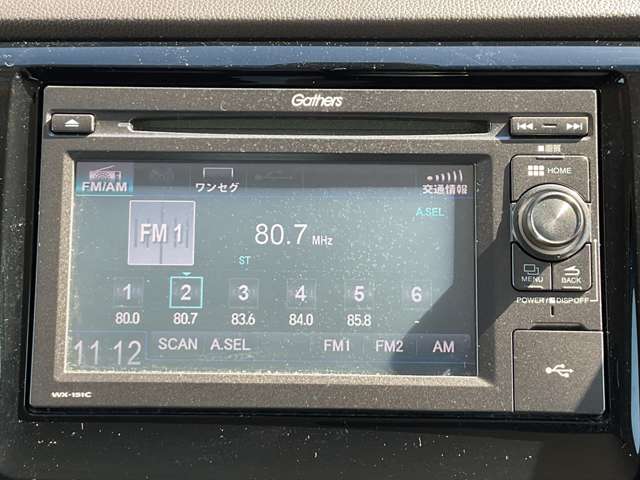 Gathers
FM/AM
ワンセグ
交通情報
HOME
A.SEL
FM 1
80.7 MHz
ST
1 2 3 4 5 6
80.0 80.7 83.6 84.0 85.8 -
MENU
BACK
POWER/DISPOFF
11:12
SCAN A.SEL FM1 FM2 AM
WX-151C